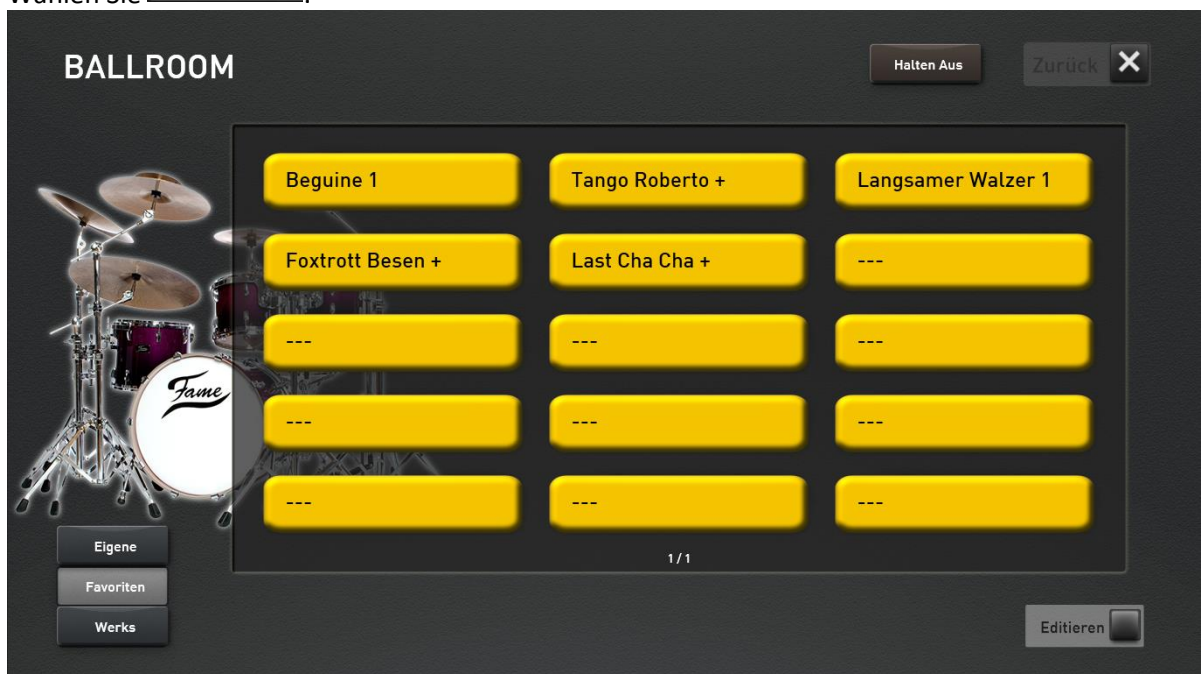 BALLROOM
Halten Aus
Zurück
Beguine 1
Tango Roberto +
Langsamer Walzer 1
Foxtrott Besen +
Last Cha Cha +
---
---
---
---
---
---
---
---
---
---
Fame
Eigene
Favoriten
Werks
1/1
Editieren